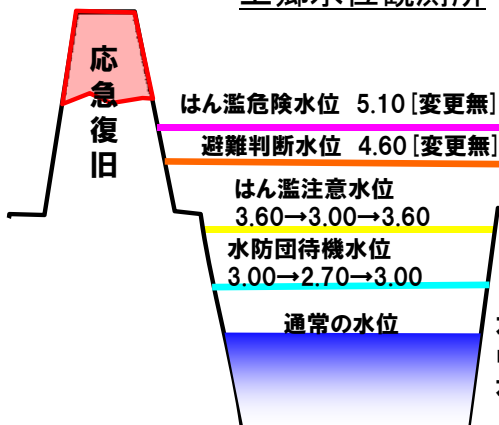 応急復旧
はん濫危険水位 5.10 [変更無]
避難判断水位 4.60 [変更無]
はん濫注意水位
3.60→3.00→3.60
水防団待機水位
3.00→2.70→3.00
通常の水位